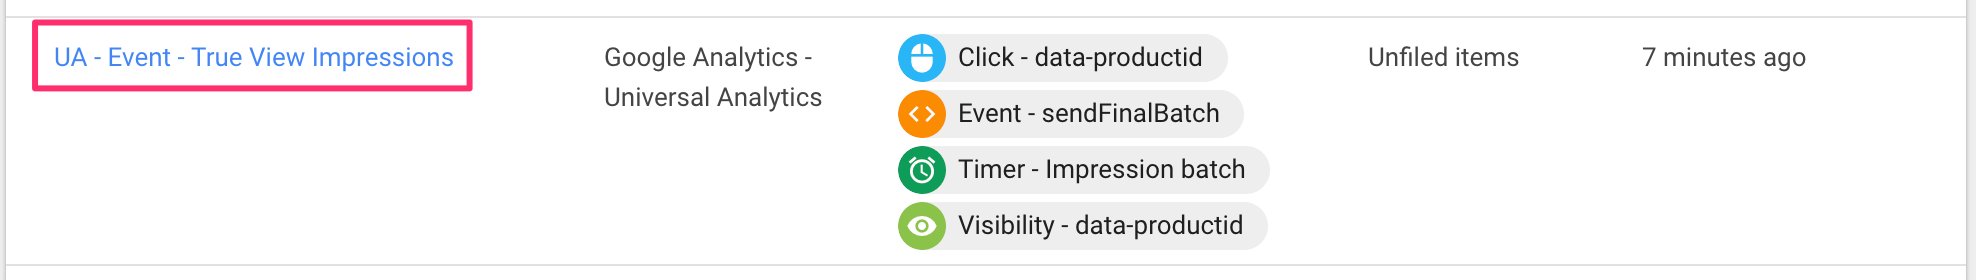 UA - Event - True View Impressions
Google Analytics -
Universal Analytics
Click - data-productid
Event - sendFinalBatch
Timer - Impression batch
Visibility - data-productid
Unfiled items
7 minutes ago